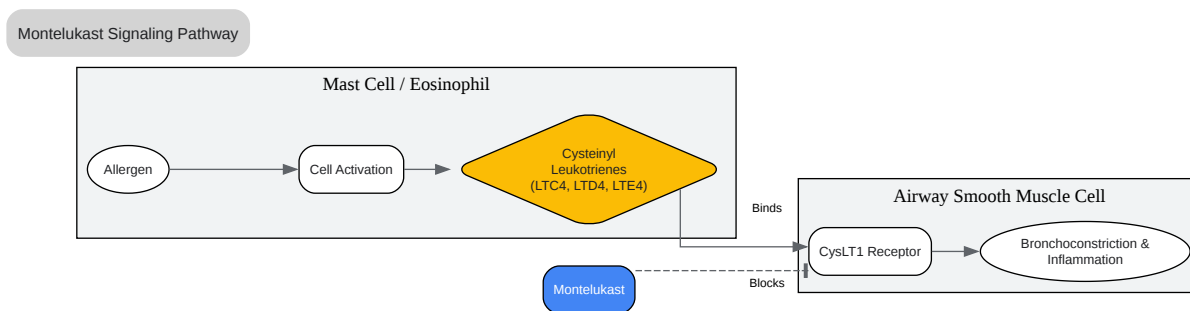 Montelukast Signaling Pathway
Mast Cell / Eosinophil
Allergen
Cell Activation
Cysteinyl
Leukotrienes
(LTC4, LTD4, LTE4)
Binds
Airway Smooth Muscle Cell
CysLT1 Receptor
Bronchoconstriction &
Inflammation
Montelukast
Blocks